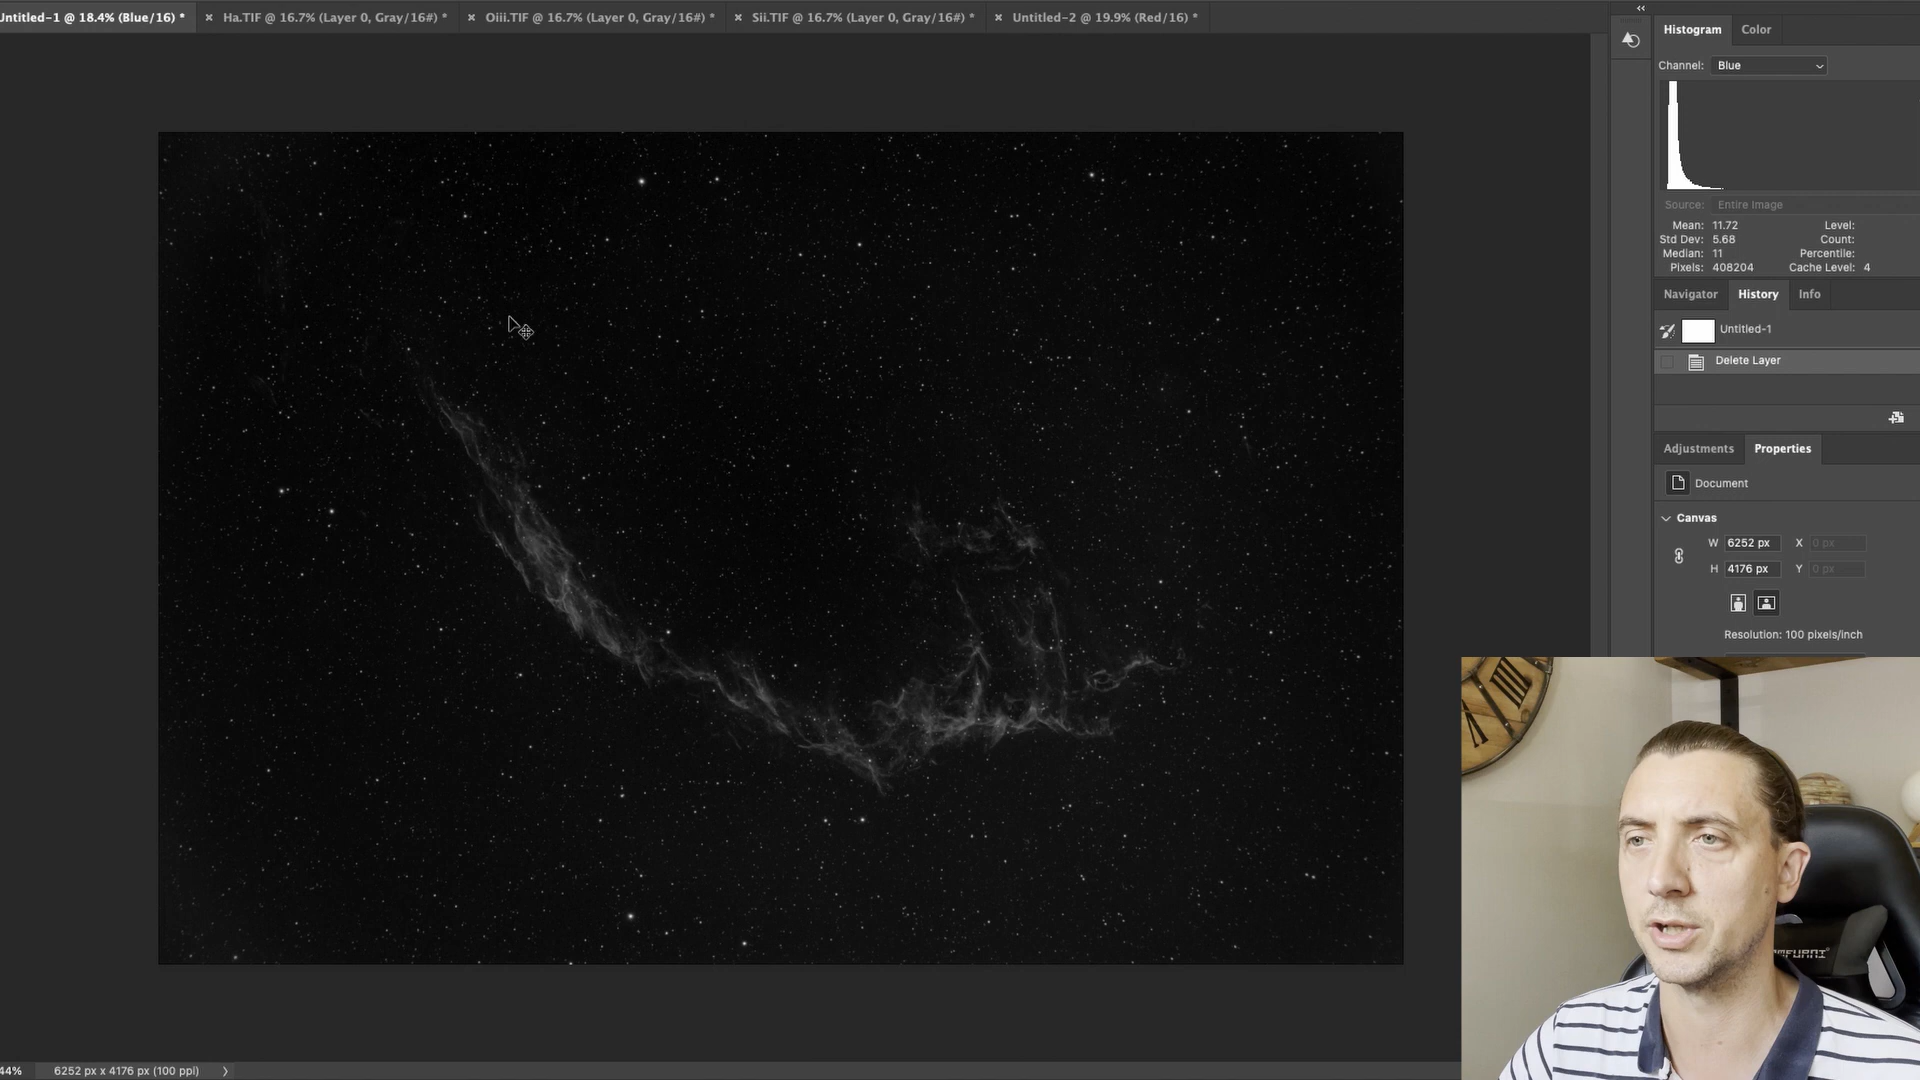 Untitled-1 @ 18.4% (Blue/16) *
Ha.TIF @ 16.7% (Layer 0, Gray/16#) *
Oiii.TIF @ 16.7% (Layer 0, Gray/16#) *
Sii.TIF @ 16.7% (Layer 0, Gray/16#) *
Untitled-2 @ 19.9% (Red/16) *
Histogram
Color
Channel: Blue
Source: Entire Image
Mean: 11.72 Level:
Std Dev: 5.68 Count:
Median: 11 Percentile:
Pixels: 408204 Cache Level: 4
Navigator
History
Info
Untitled-1
Delete Layer
Adjustments
Properties
Document
Canvas
W 6252 px X 0 px
H 4176 px Y 0 px
Resolution: 100 pixels/inch
44%
6252 px x 4176 px (100 ppi)